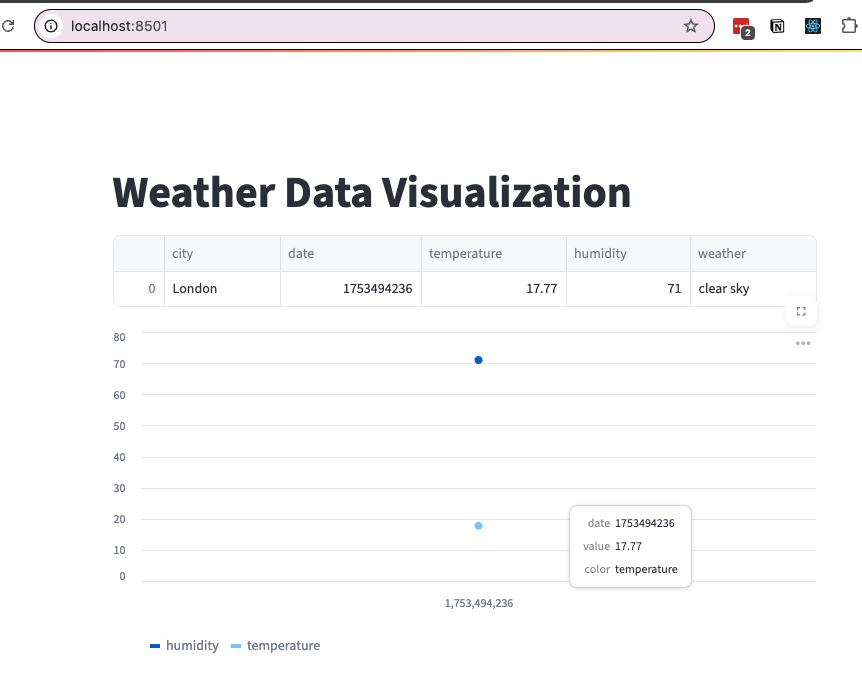 localhost:8501
2
N
Weather Data Visualization
city date temperature humidity weather
0 London 1753494236 17.77 71 clear sky
80
70
60
50
40
30
20
10
0
date 1753494236
value 17.77
color temperature
1,753,494,236
humidity temperature